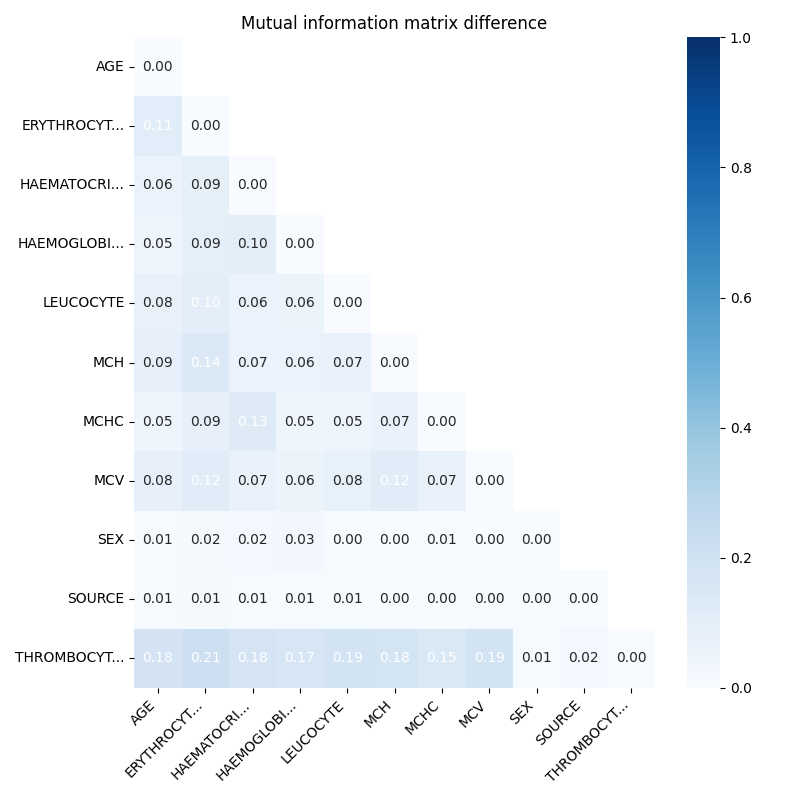 Mutual information matrix difference
AGE 0.00
ERYTHROCYT... 0.11 0.00
HAEMATOCRI... 0.06 0.09 0.00
HAEMOGLOBI... 0.05 0.09 0.10 0.00
LEUCOCYTE 0.08 0.10 0.06 0.06 0.00
MCH 0.09 0.14 0.07 0.06 0.07 0.00
MCHC 0.05 0.09 0.13 0.05 0.05 0.07 0.00
MCV 0.08 0.12 0.07 0.06 0.08 0.12 0.07 0.00
SEX 0.01 0.02 0.02 0.03 0.00 0.00 0.01 0.00 0.00
SOURCE 0.01 0.01 0.01 0.01 0.01 0.00 0.00 0.00 0.00 0.00
THROMBOCYT... 0.18 0.21 0.18 0.17 0.19 0.18 0.15 0.19 0.01 0.02 0.00
AGE
ERYTHROCYT...
HAEMATOCRI...
HAEMOGLOBI...
LEUCOCYTE
MCH
MCHC
MCV
SEX
SOURCE
THROMBOCYT...
1.0
0.8
0.6
0.4
0.2
0.0